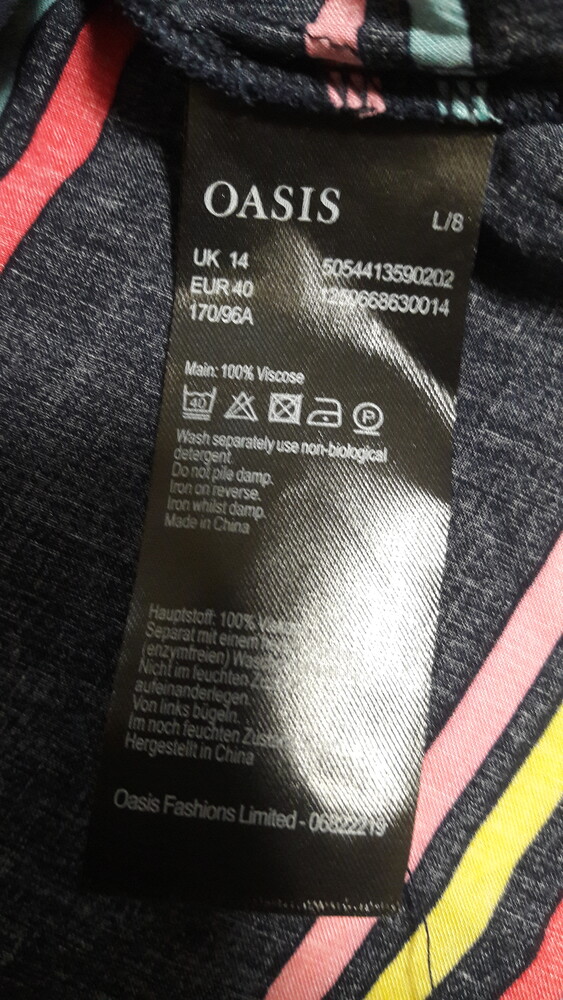 OASIS
L/8
UK 14
5054413590202
EUR 40
170/96A
Main: 100% Viscose
40
P
Wash separately use non-biological
detergent.
Do not pile damp.
Iron on reverse.
Iron whilst damp.
Made in China
Hauptstoff: 100%
Separat mit einem
(enzymfreien)
Nicht im feuchten
aufeinanderlegen.
Von links bügeln.
Im noch feuchten
Hergestellt in China
Oasis Fashions Limited -